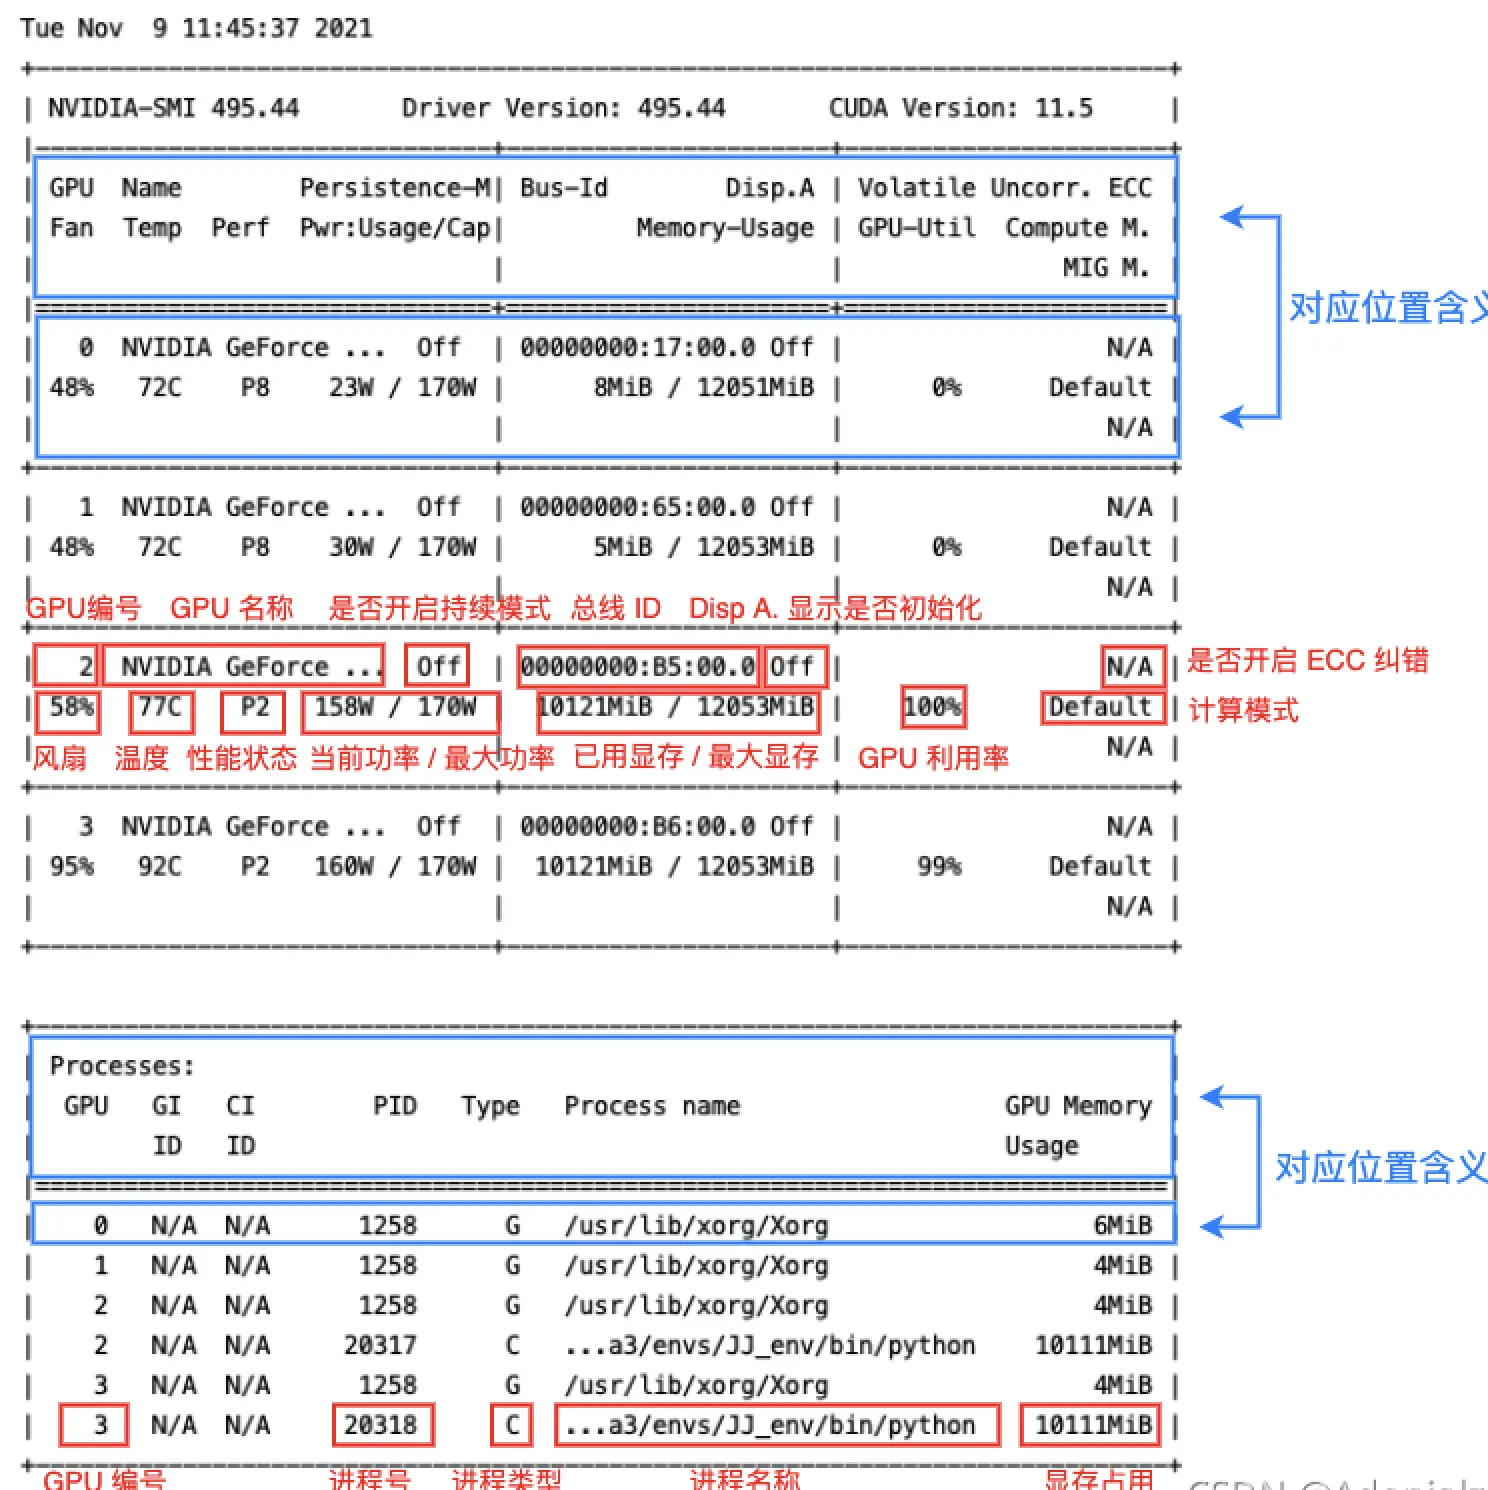 Tue Nov  9 11:45:37 2021
NVIDIA-SMI 495.44       Driver Version: 495.44       CUDA Version: 11.5
GPU  Name        Persistence-M| Bus-Id        Disp.A | Volatile Uncorr. ECC
Fan  Temp  Perf  Pwr:Usage/Cap|         Memory-Usage | GPU-Util  Compute M.
MIG M.
对应位置含义
0  NVIDIA GeForce ...  Off  | 00000000:17:00.0 Off |                  N/A
48%   72C    P8    23W / 170W |      8MiB / 12051MiB |      0%      Default
N/A
1  NVIDIA GeForce ...  Off  | 00000000:65:00.0 Off |                  N/A
48%   72C    P8    30W / 170W |      5MiB / 12053MiB |      0%      Default
N/A
GPU编号 GPU 名称 是否开启持续模式 总线 ID Disp A. 显示是否初始化
2  NVIDIA GeForce ...  Off  | 00000000:B5:00.0 Off |                  N/A 是否开启 ECC 纠错
58%   77C    P2   158W / 170W |  10121MiB / 12053MiB |    100%      Default 计算模式
N/A
风扇 温度 性能状态 当前功率 / 最大功率 已用显存 / 最大显存 GPU 利用率
3  NVIDIA GeForce ...  Off  | 00000000:B6:00.0 Off |                  N/A
95%   92C    P2   160W / 170W |  10121MiB / 12053MiB |     99%      Default
N/A
Processes:
GPU   GI   CI        PID   Type   Process name                  GPU Memory
ID   ID                                                   Usage
对应位置含义
0   N/A  N/A      1258      G   /usr/lib/xorg/Xorg                  6MiB
1   N/A  N/A      1258      G   /usr/lib/xorg/Xorg                  4MiB
2   N/A  N/A      1258      G   /usr/lib/xorg/Xorg                  4MiB
2   N/A  N/A     20317      C   ...a3/envs/JJ_env/bin/python    10111MiB
3   N/A  N/A      1258      G   /usr/lib/xorg/Xorg                  4MiB
3   N/A  N/A     20318      C   ...a3/envs/JJ_env/bin/python    10111MiB
GPU 编号 进程号 进程类型 进程名称 显存占用